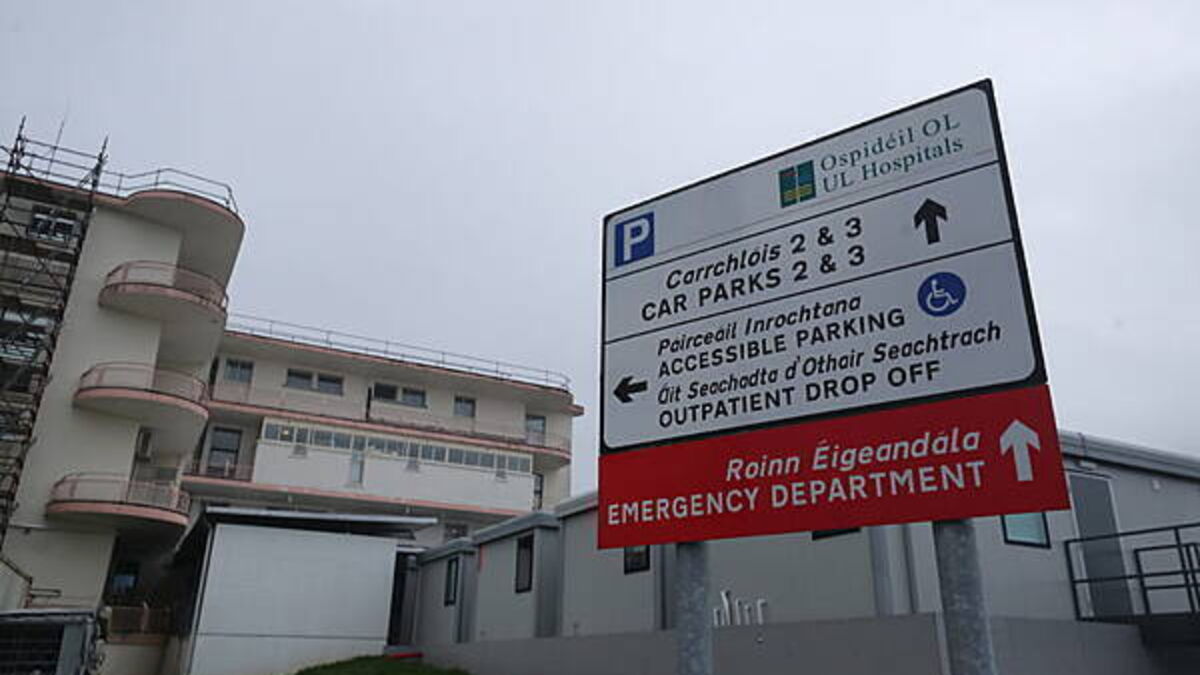 Ospidéil OL
UL Hospitals
P
Carrchlóis 2 & 3
CAR PARKS 2 & 3
Páirceáil Inrochtana
ACCESSIBLE PARKING
Áit Seachadta d'Othair Seachtrach
OUTPATIENT DROP OFF
Roinn Éigeandála
EMERGENCY DEPARTMENT